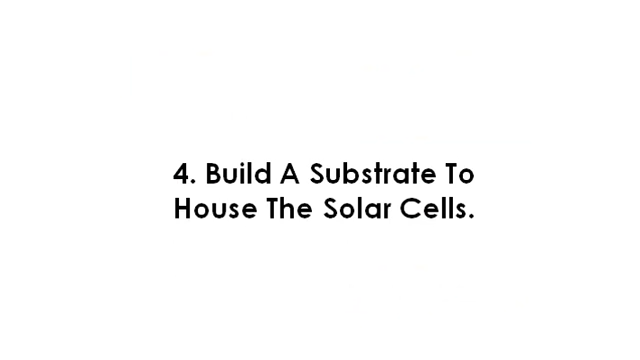 4. Build A Substrate To
House The Solar Cells.